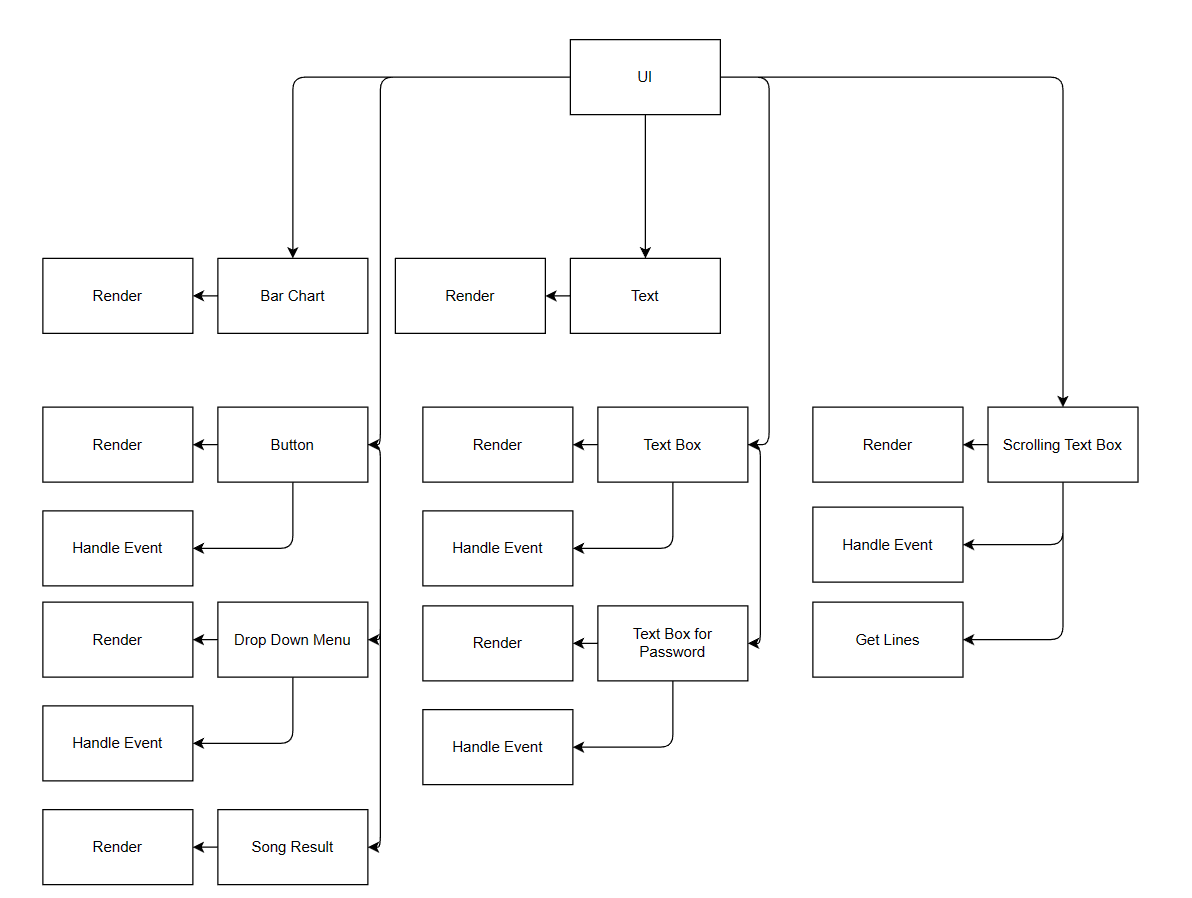 UI
Render
Bar Chart
Render
Text
Render
Button
Render
Text Box
Render
Scrolling Text Box
Handle Event
Handle Event
Handle Event
Render
Drop Down Menu
Render
Text Box for
Password
Get Lines
Handle Event
Handle Event
Render
Song Result